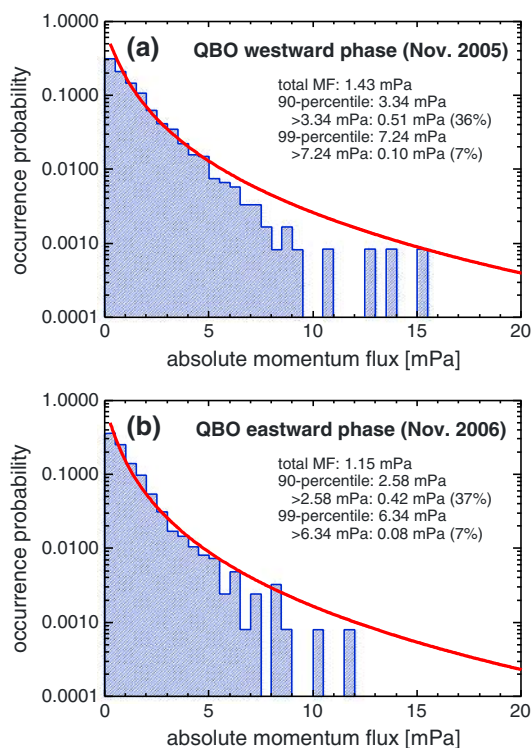 (a) QBO westward phase (Nov. 2005)
total MF: 1.43 mPa
90-percentile: 3.34 mPa
>3.34 mPa: 0.51 mPa (36%)
99-percentile: 7.24 mPa
>7.24 mPa: 0.10 mPa (7%)
occurrence probability
1.0000
0.1000
0.0100
0.0010
0.0001
0 5 10 15 20
absolute momentum flux [mPa]
(b) QBO eastward phase (Nov. 2006)
total MF: 1.15 mPa
90-percentile: 2.58 mPa
>2.58 mPa: 0.42 mPa (37%)
99-percentile: 6.34 mPa
>6.34 mPa: 0.08 mPa (7%)
occurrence probability
1.0000
0.1000
0.0100
0.0010
0.0001
0 5 10 15 20
absolute momentum flux [mPa]